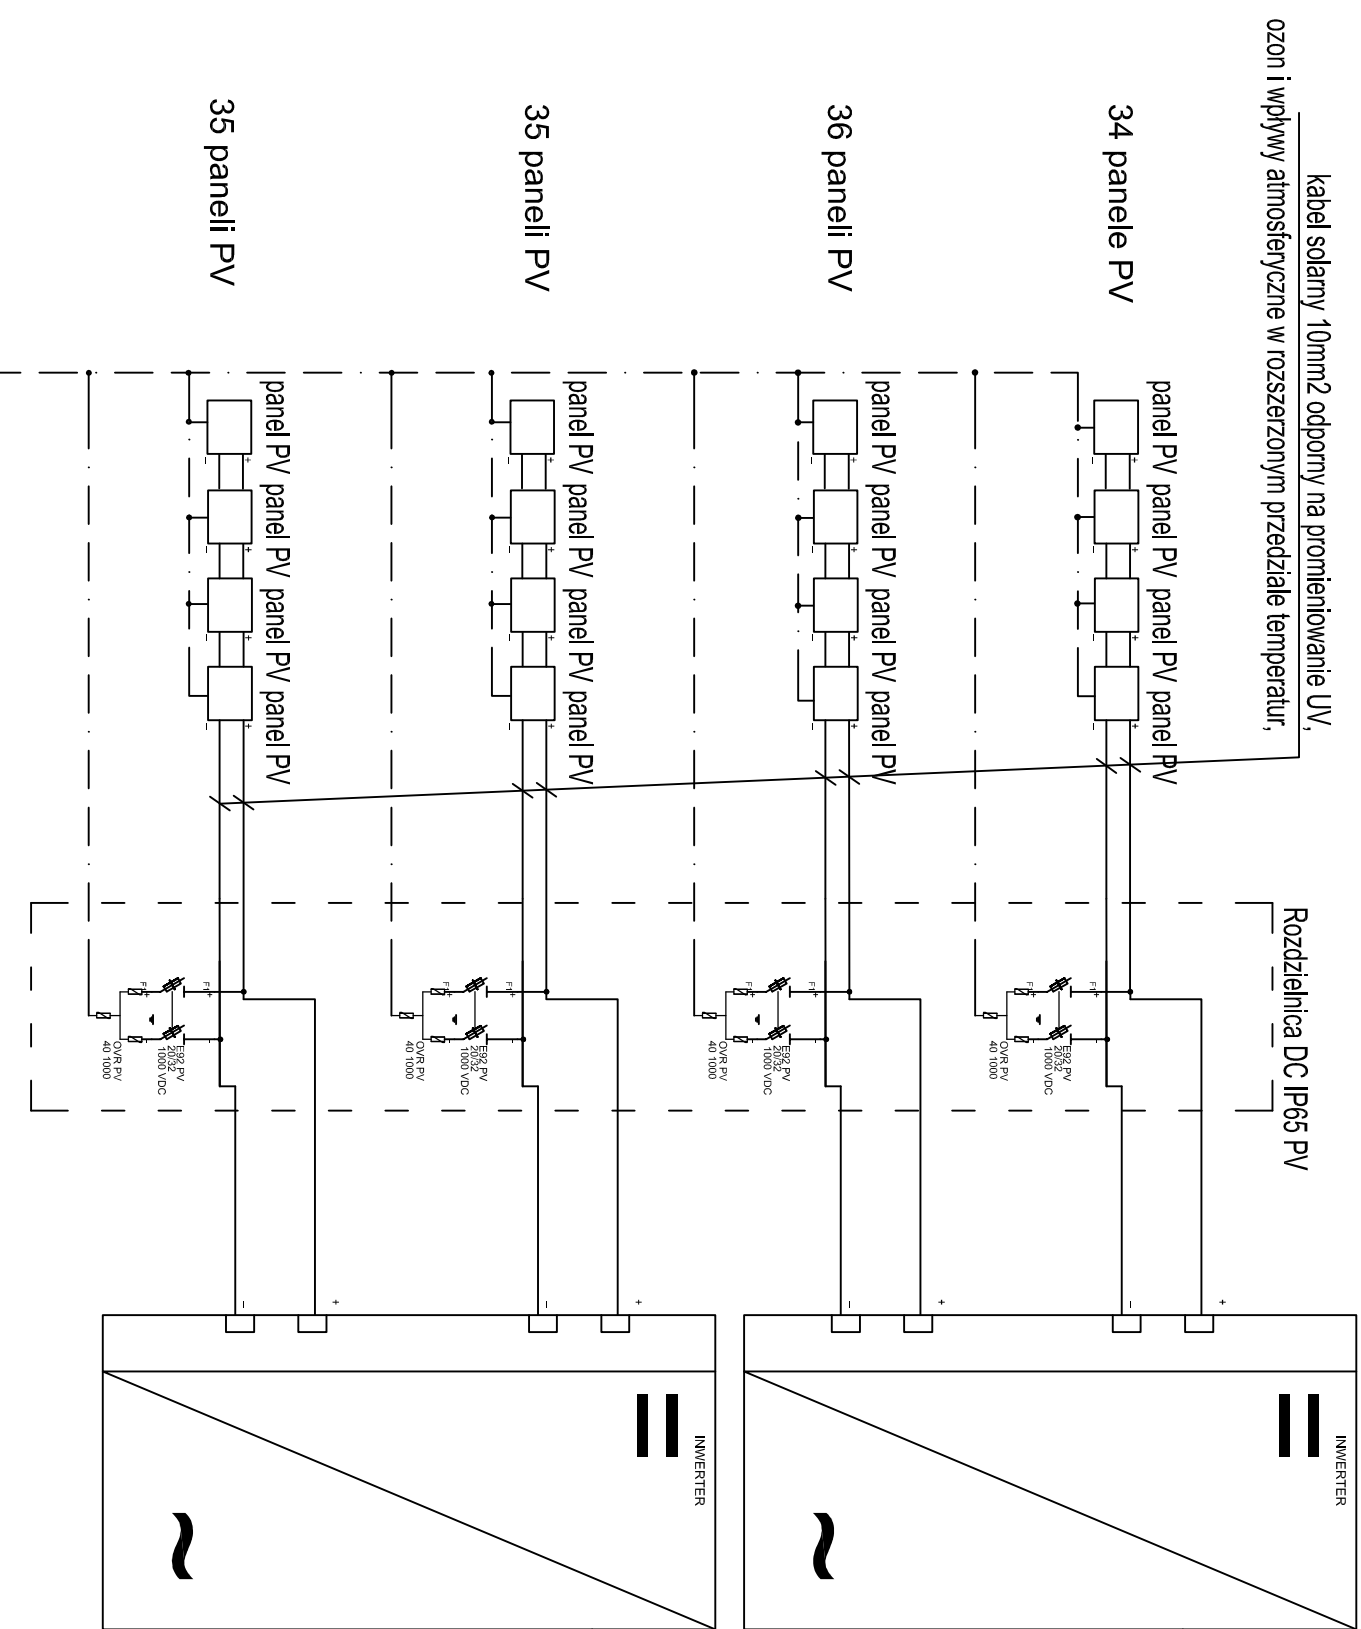 kabel solarny 10mm2 odporny na promieniowanie UV,
ozon i wpływy atmosferyczne w rozszerzonym przedziale temperatur,
34 panele PV
panel PV panel PV panel PV panel PV
36 paneli PV
panel PV panel PV panel PV panel PV
35 paneli PV
panel PV panel PV panel PV panel PV
35 paneli PV
panel PV panel PV panel PV panel PV
Rozdzielnica DC IP65 PV
E92 PV
20/32
1000 VDC
OVR PV
40 1000
E92 PV
20/32
1000 VDC
OVR PV
40 1000
E92 PV
20/32
1000 VDC
OVR PV
40 1000
E92 PV
20/32
1000 VDC
OVR PV
40 1000
INWERTER
~
INWERTER
~